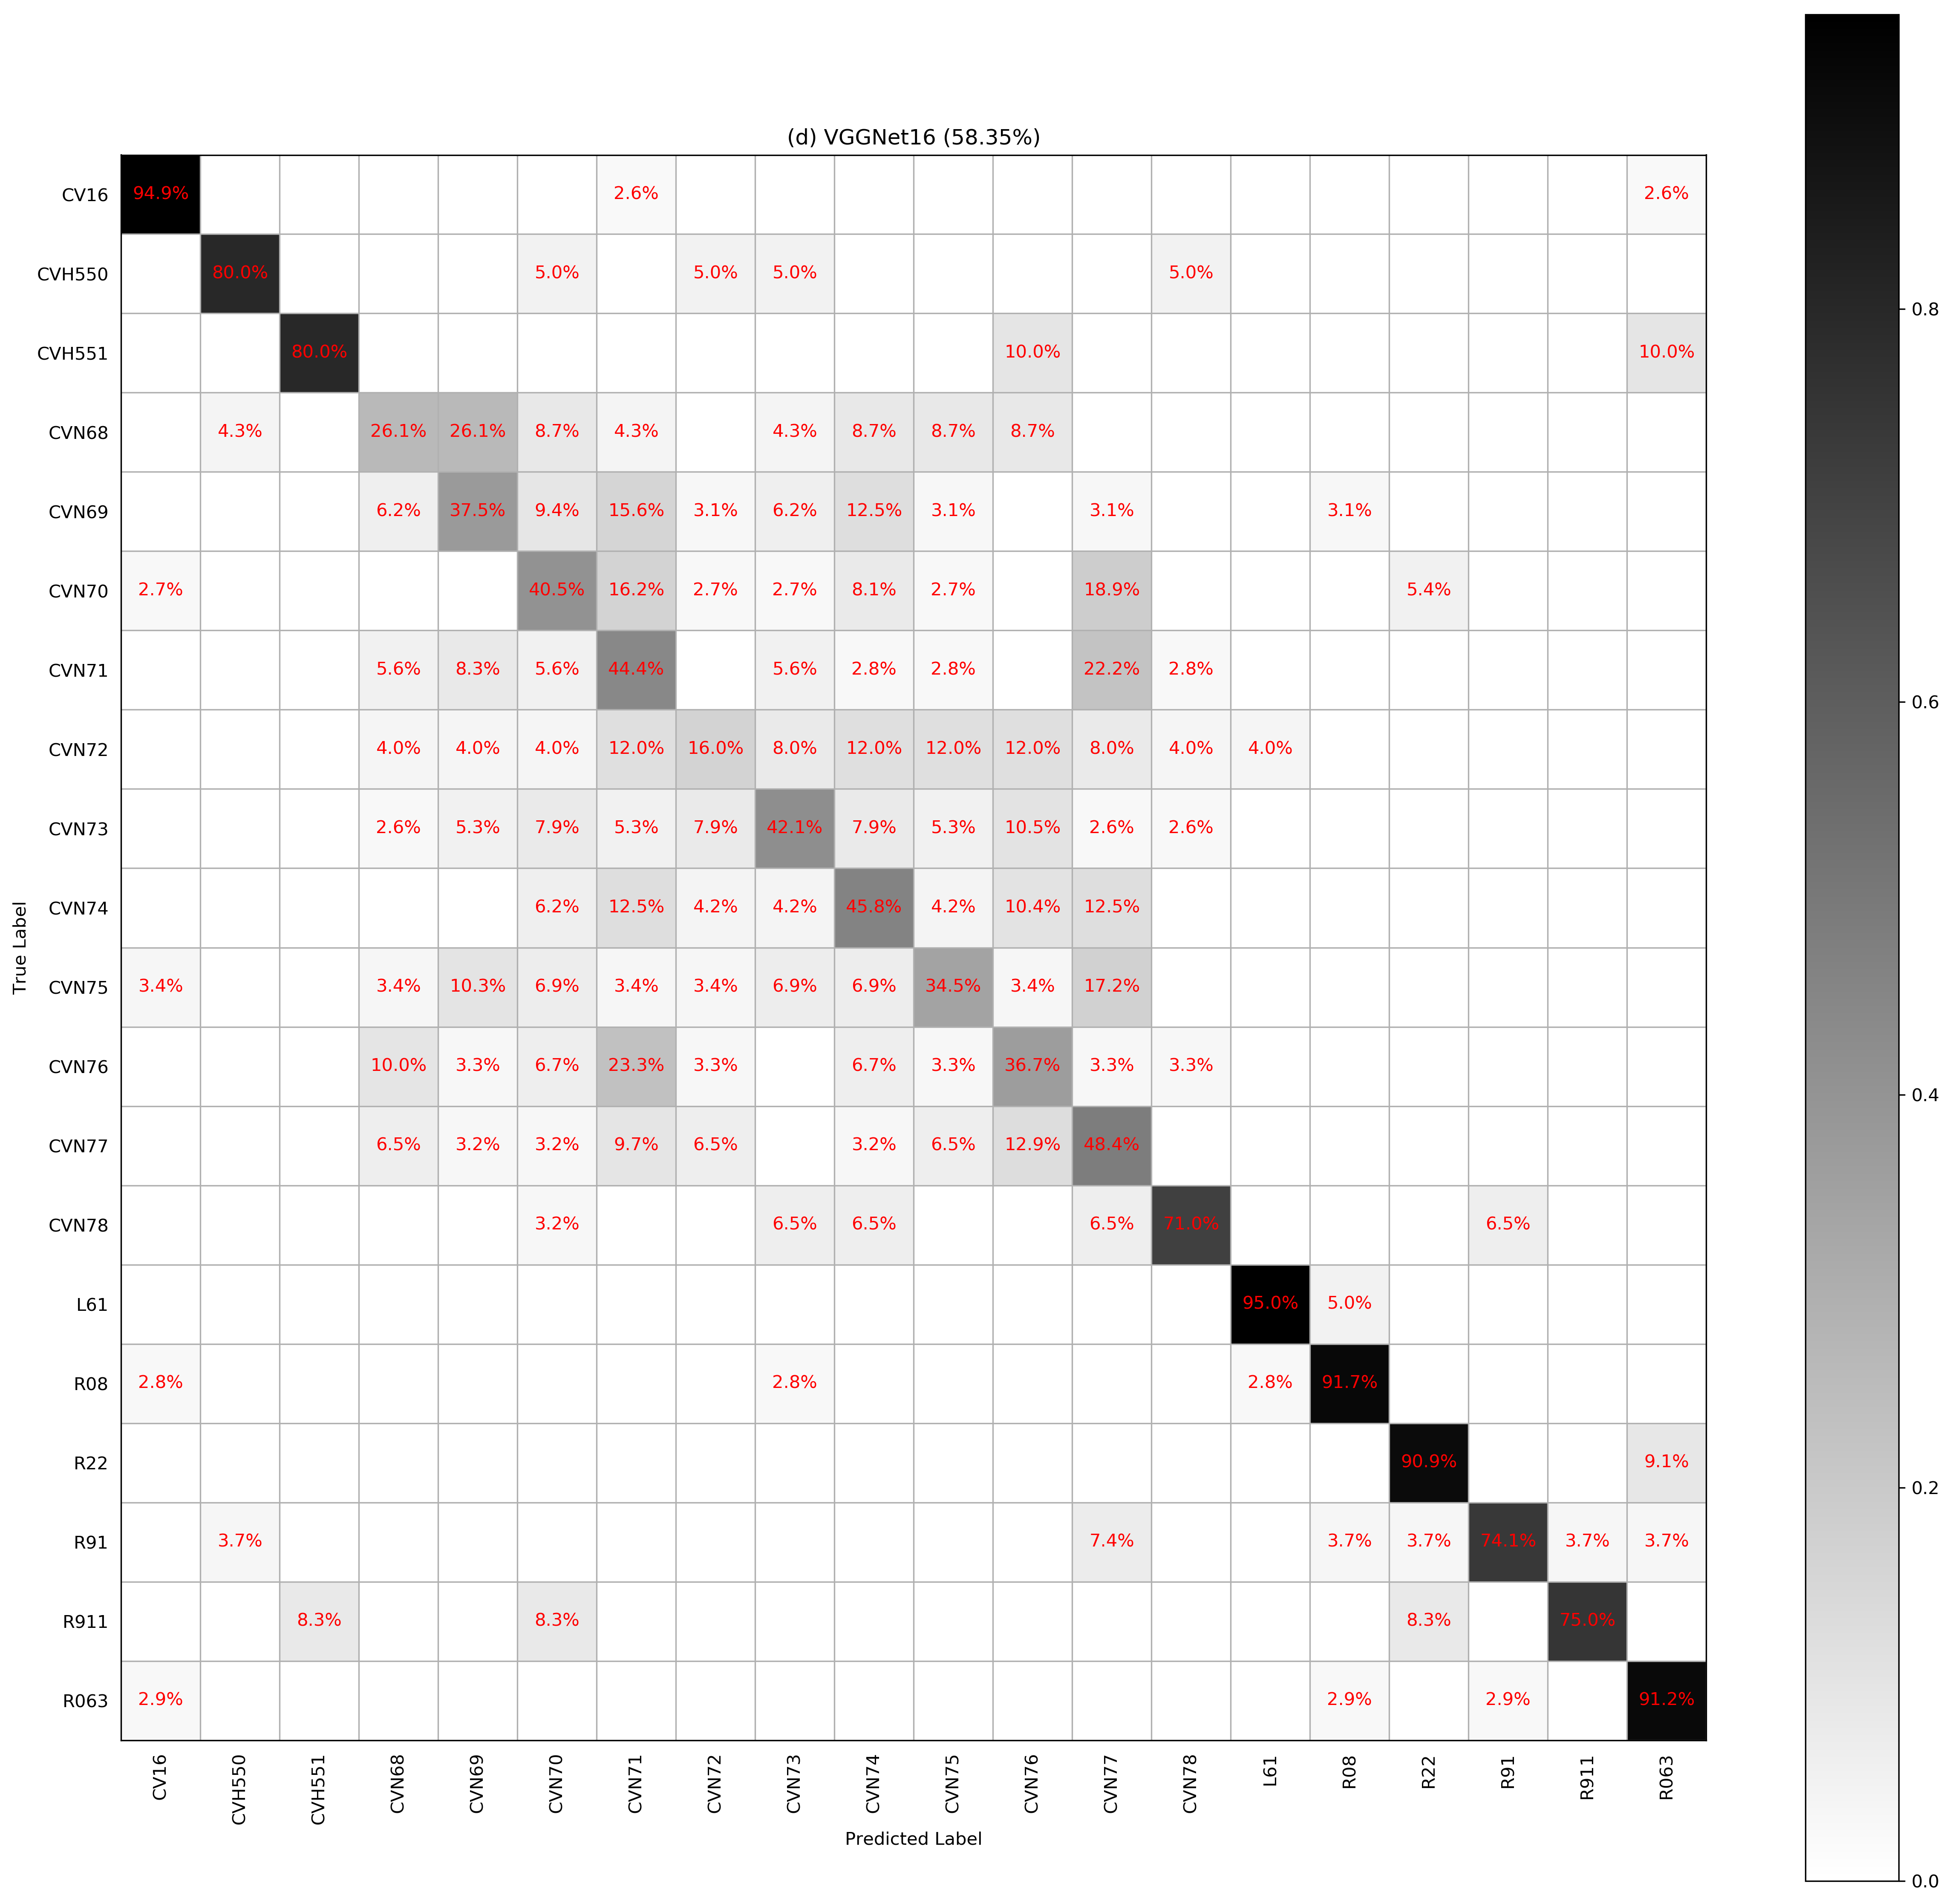 (d) VGGNet16 (58.35%)
CV16 94.9% 2.6% 2.6%
CVH550 80.0% 5.0% 5.0% 5.0% 5.0%
CVH551 80.0% 10.0% 10.0%
CVN68 4.3% 26.1% 26.1% 8.7% 4.3% 4.3% 8.7% 8.7% 8.7%
CVN69 6.2% 37.5% 9.4% 15.6% 3.1% 6.2% 12.5% 3.1% 3.1% 3.1%
CVN70 2.7% 40.5% 16.2% 2.7% 2.7% 8.1% 2.7% 18.9% 5.4%
CVN71 5.6% 8.3% 5.6% 44.4% 5.6% 2.8% 2.8% 22.2% 2.8%
CVN72 4.0% 4.0% 4.0% 12.0% 16.0% 8.0% 12.0% 12.0% 12.0% 8.0% 4.0% 4.0%
CVN73 2.6% 5.3% 7.9% 5.3% 7.9% 42.1% 7.9% 5.3% 10.5% 2.6% 2.6%
CVN74 6.2% 12.5% 4.2% 4.2% 45.8% 4.2% 10.4% 12.5%
CVN75 3.4% 3.4% 10.3% 6.9% 3.4% 3.4% 6.9% 6.9% 34.5% 3.4% 17.2%
CVN76 10.0% 3.3% 6.7% 23.3% 3.3% 6.7% 3.3% 36.7% 3.3% 3.3%
CVN77 6.5% 3.2% 3.2% 9.7% 6.5% 3.2% 6.5% 12.9% 48.4%
CVN78 3.2% 6.5% 6.5% 6.5% 71.0% 6.5%
L61 95.0% 5.0%
R08 2.8% 2.8% 2.8% 91.7%
R22 90.9% 9.1%
R91 3.7% 7.4% 3.7% 3.7% 74.1% 3.7% 3.7%
R911 8.3% 8.3% 8.3% 75.0%
R063 2.9% 2.9% 2.9% 91.2%
True Label
CV16 CVH550 CVH551 CVN68 CVN69 CVN70 CVN71 CVN72 CVN73 CVN74 CVN75 CVN76 CVN77 CVN78 L61 R08 R22 R91 R911 R063
Predicted Label
0.8
0.6
0.4
0.2
0.0